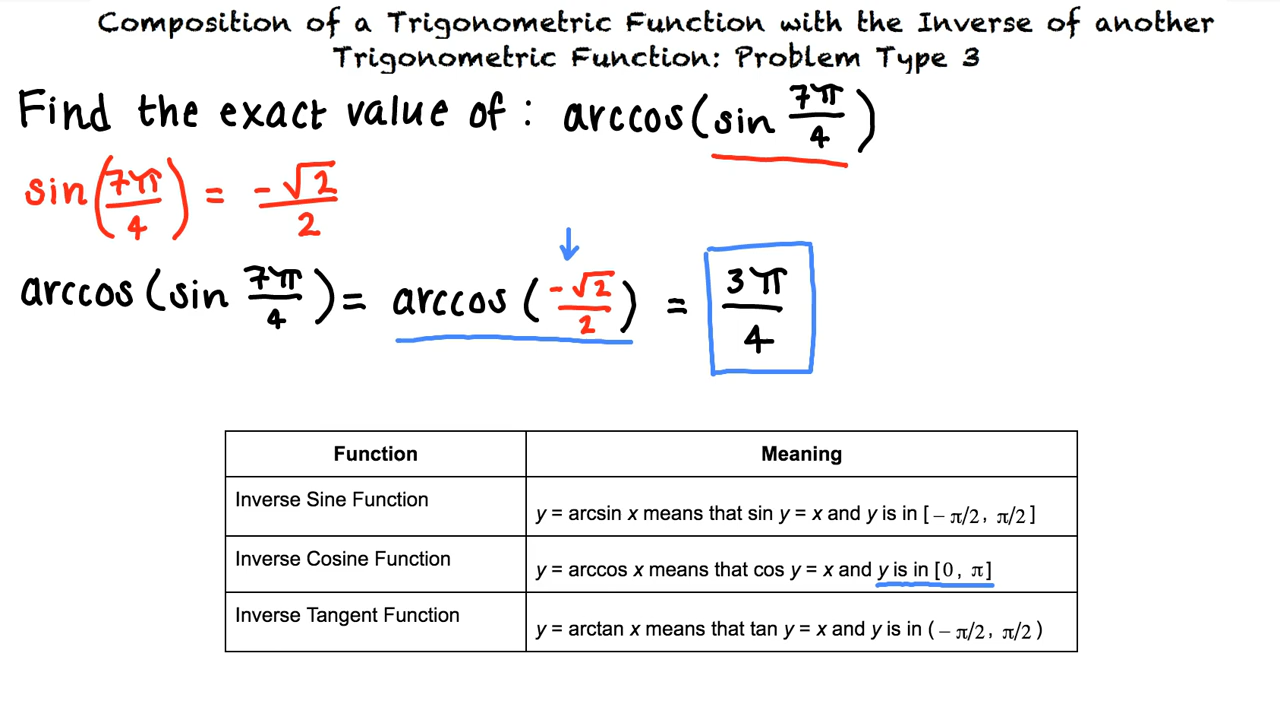 Composition of a Trigonometric Function with the Inverse of another
Trigonometric Function: Problem Type 3
Find the exact value of: arccos(sin 7π/4)
sin(7π/4) = -√2/2
arccos(sin 7π/4) = arccos(-√2/2) = 3π/4
Function Meaning
Inverse Sine Function y = arcsin x means that sin y = x and y is in [− π/2, π/2]
Inverse Cosine Function y = arccos x means that cos y = x and y is in [0, π]
Inverse Tangent Function y = arctan x means that tan y = x and y is in (− π/2, π/2)